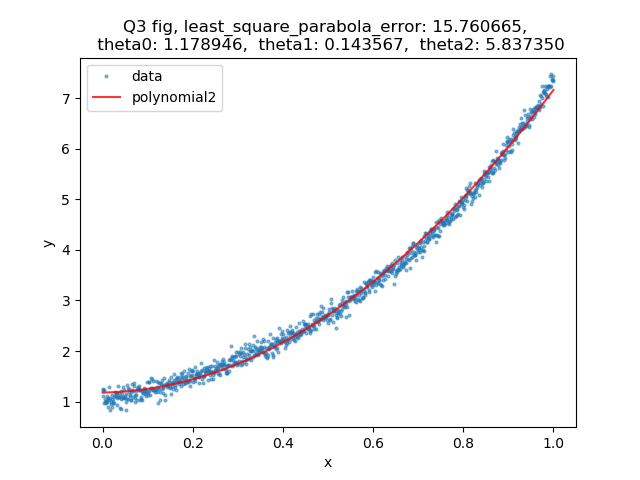 Q3 fig, least_square_parabola_error: 15.760665,
theta0: 1.178946,  theta1: 0.143567,  theta2: 5.837350
data
polynomial2
7
6
5
4
3
2
1
y
0.0 0.2 0.4 0.6 0.8 1.0
x